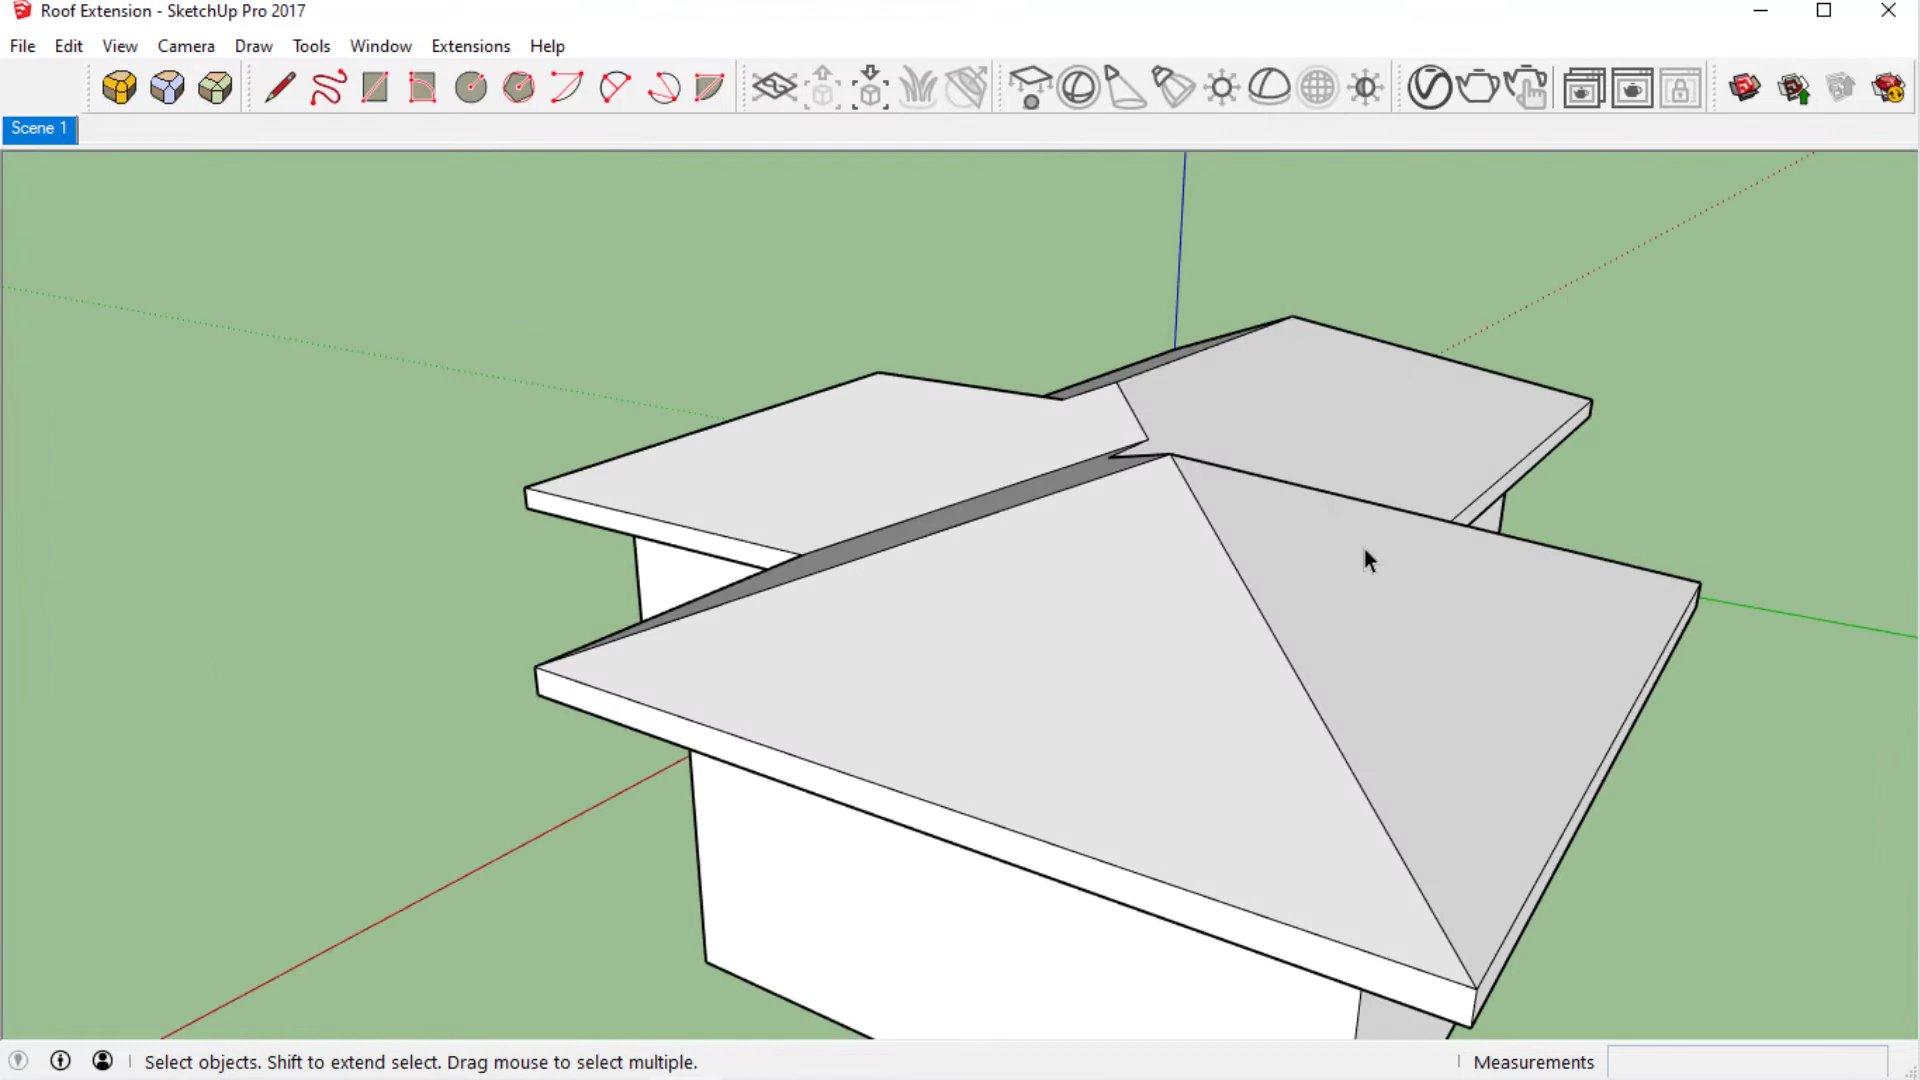 Roof Extension - SketchUp Pro 2017
File Edit View Camera Draw Tools Window Extensions Help
Scene 1
Select objects. Shift to extend select. Drag mouse to select multiple.
Measurements